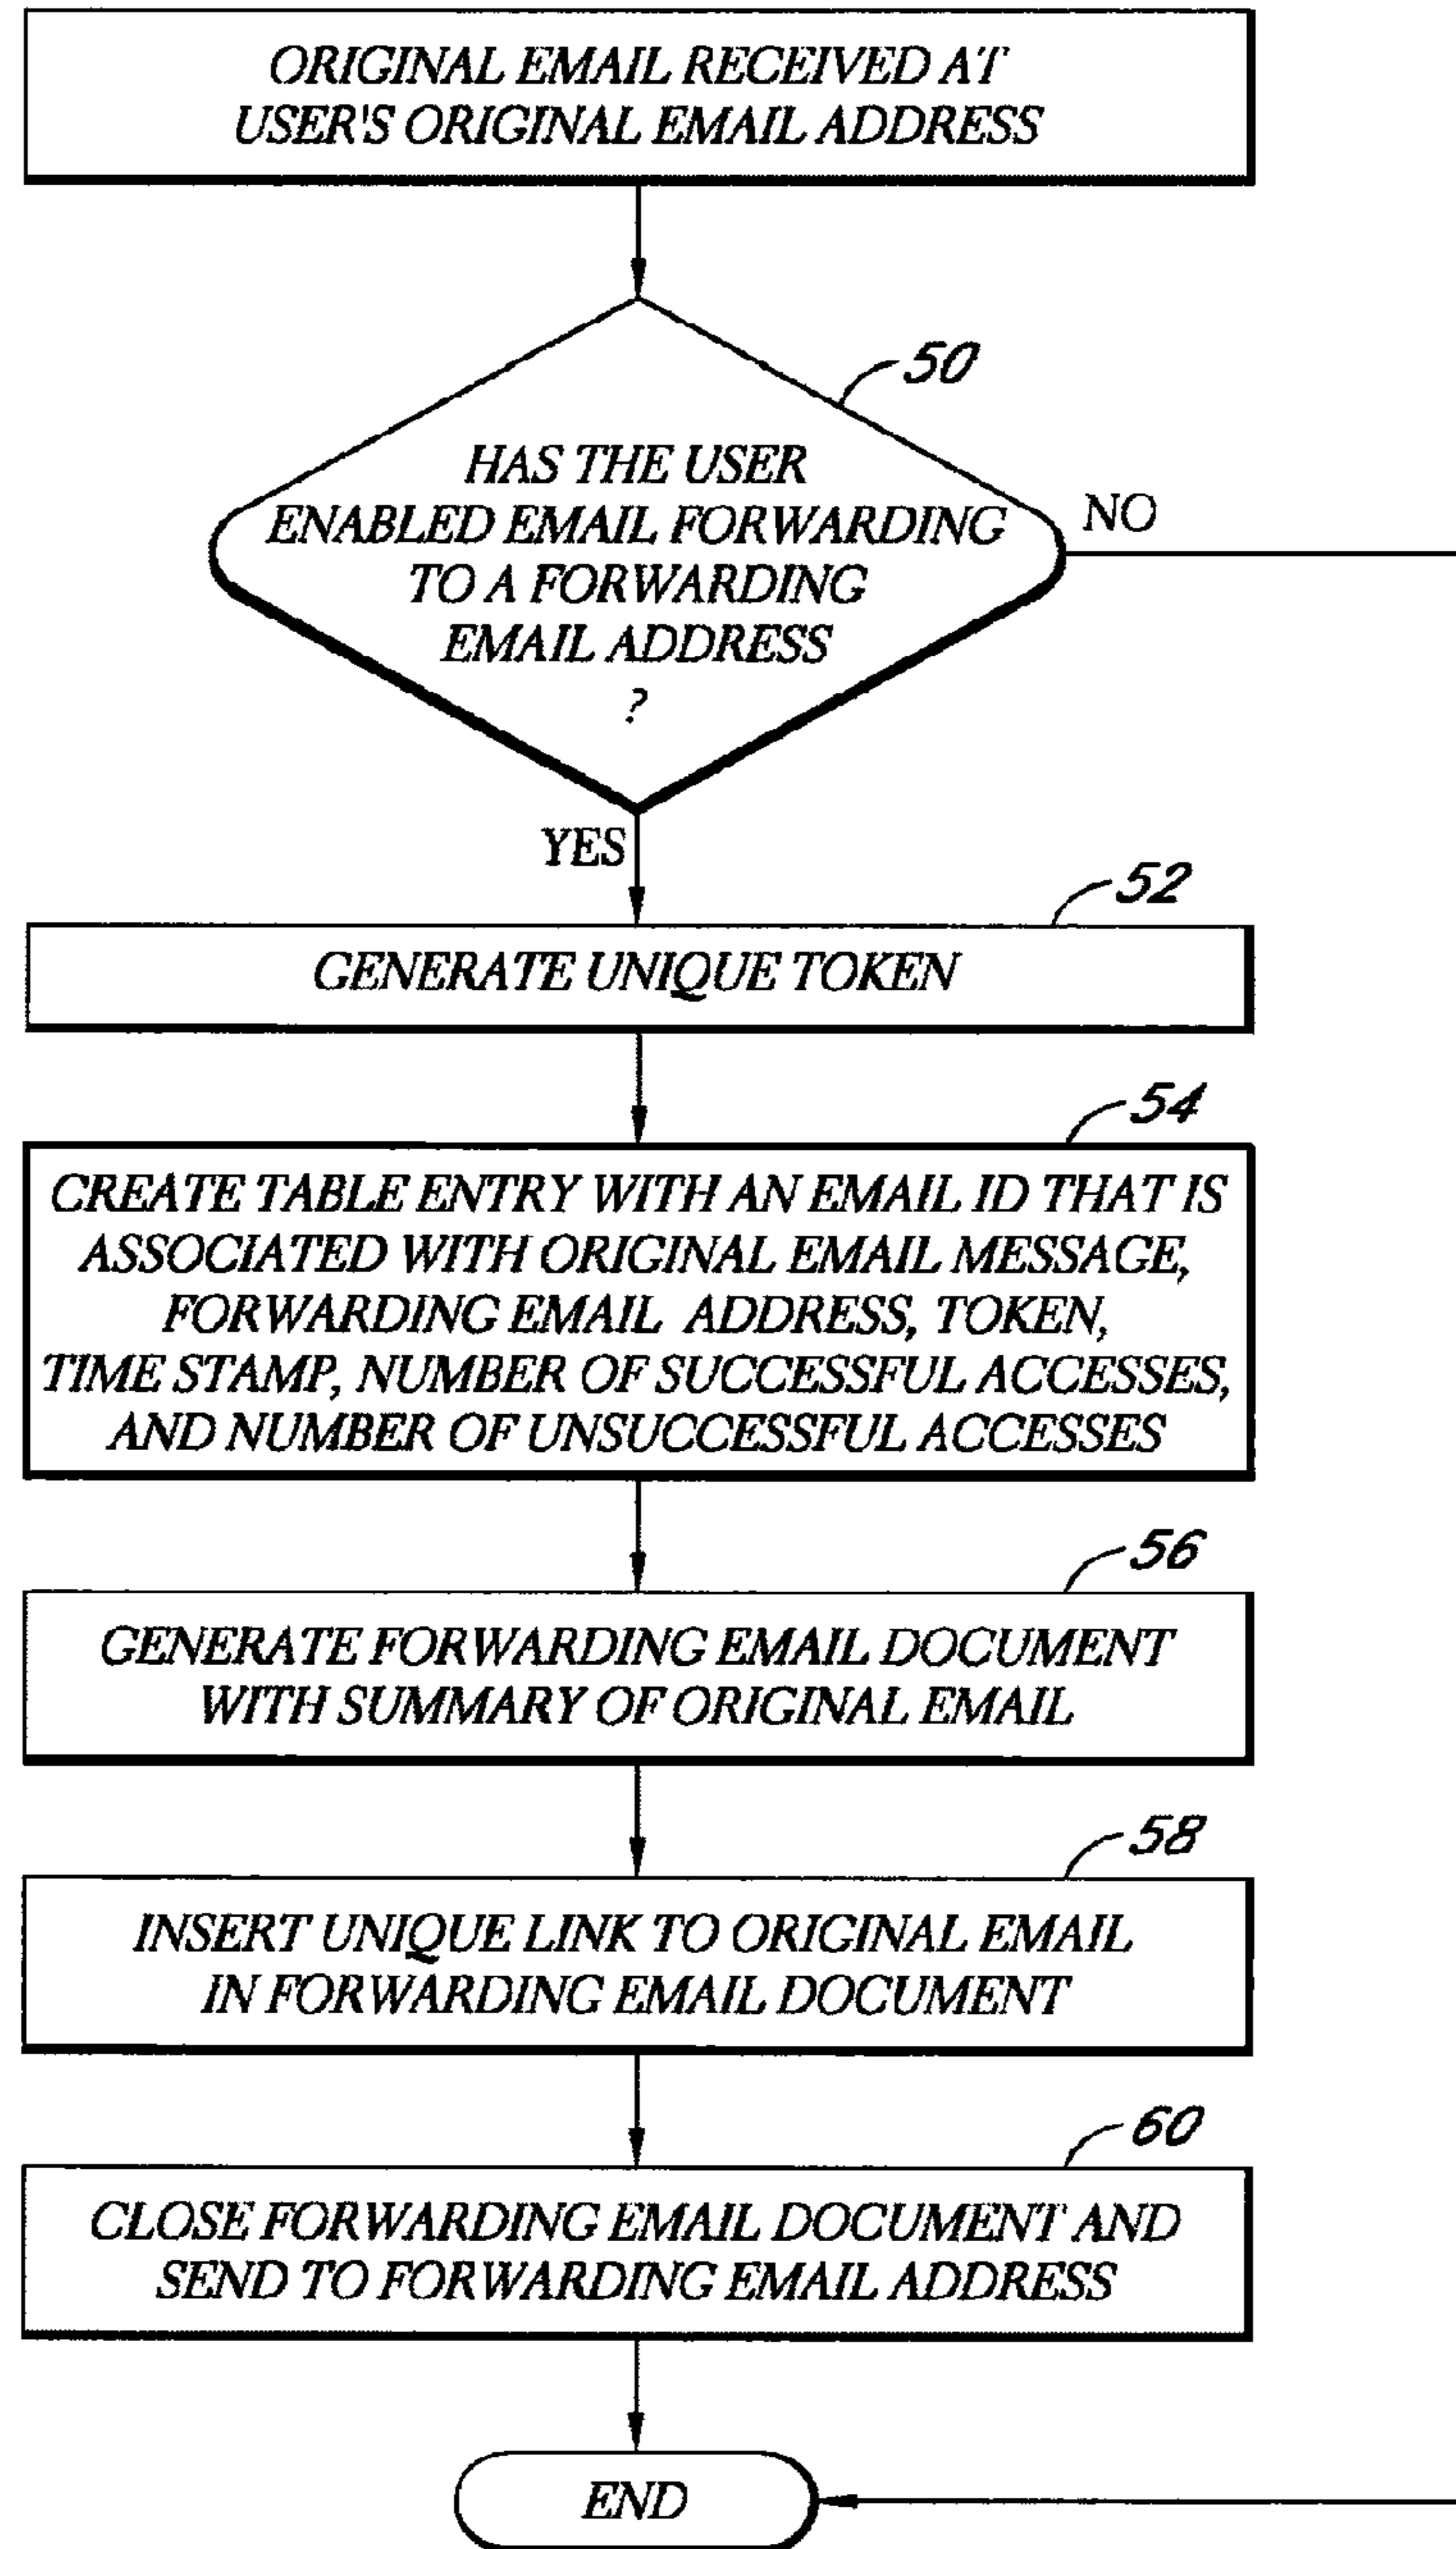 ORIGINAL EMAIL RECEIVED AT
USER'S ORIGINAL EMAIL ADDRESS
50
HAS THE USER
ENABLED EMAIL FORWARDING
TO A FORWARDING
EMAIL ADDRESS
?
NO
YES
52
GENERATE UNIQUE TOKEN
54
CREATE TABLE ENTRY WITH AN EMAIL ID THAT IS
ASSOCIATED WITH ORIGINAL EMAIL MESSAGE,
FORWARDING EMAIL ADDRESS, TOKEN,
TIME STAMP, NUMBER OF SUCCESSFUL ACCESSES,
AND NUMBER OF UNSUCCESSFUL ACCESSES
56
GENERATE FORWARDING EMAIL DOCUMENT
WITH SUMMARY OF ORIGINAL EMAIL
58
INSERT UNIQUE LINK TO ORIGINAL EMAIL
IN FORWARDING EMAIL DOCUMENT
60
CLOSE FORWARDING EMAIL DOCUMENT AND
SEND TO FORWARDING EMAIL ADDRESS
END